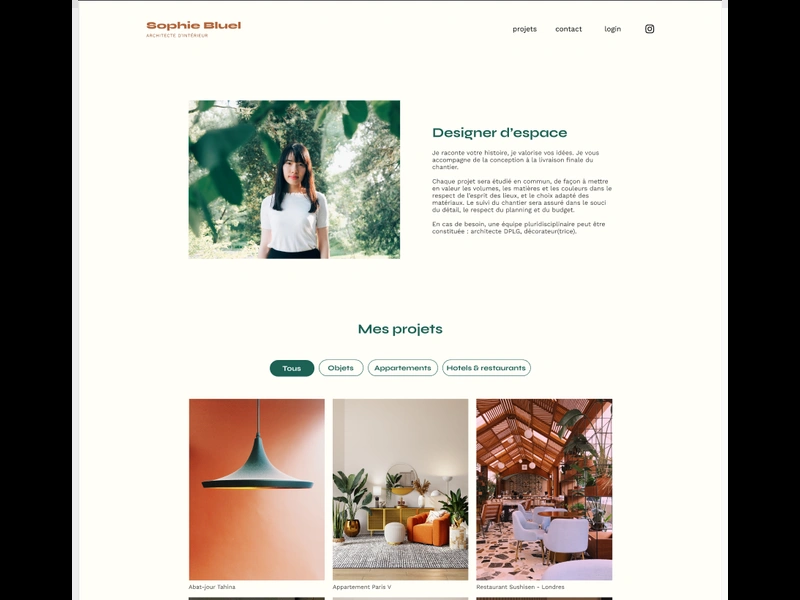 Sophie Bluel
ARCHITECTE D'INTÉRIEUR
projets
contact
login
Designer d'espace
Je raconte votre histoire, je valorise vos idées. Je vous
accompagne de la conception à la livraison finale du
chantier.
Chaque projet sera étudié en commun, de façon à mettre
en valeur les volumes, les matières et les couleurs dans le
respect de l'esprit des lieux, et le choix adapté des
matériaux. Le suivi du chantier sera assuré dans le souci
du détail, le respect du planning et du budget.
En cas de besoin, une équipe pluridisciplinaire peut être
constituée : architecte DPLG, décorateur(trice).
Mes projets
Tous
Objets
Appartements
Hotels & restaurants
Abat-jour Tahina
Appartement Paris V
Restaurant Sushisen - Londres